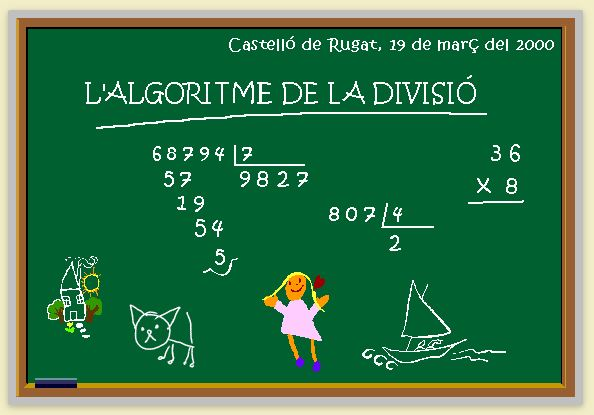 Castelló de Rugat, 19 de març del 2000
L'ALGORITME DE LA DIVISIÓ
68794 7
57 9827
19
54
5
36
X 8
807 4
2